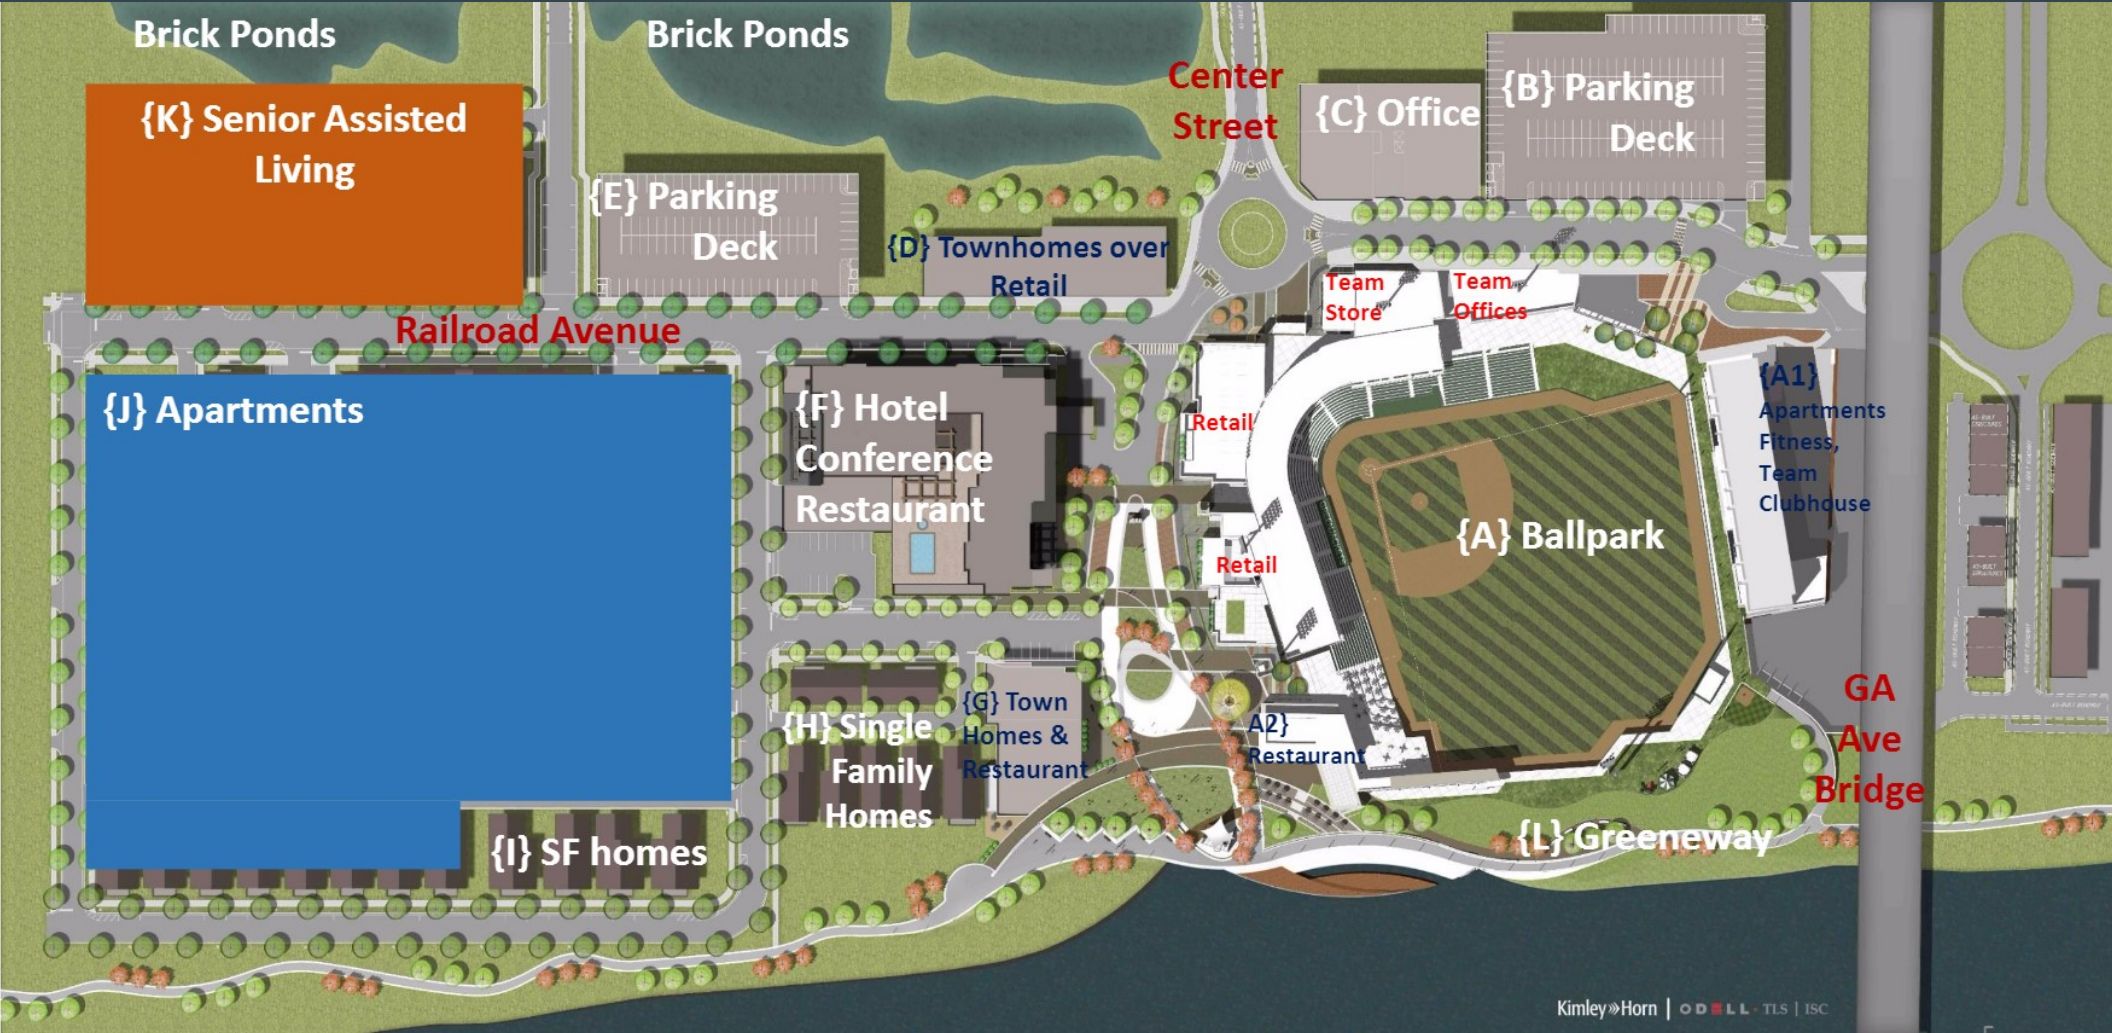 Brick Ponds
Brick Ponds
Center
Street
{C} Office
{B} Parking
Deck
{K} Senior Assisted
Living
{E} Parking
Deck
{D} Townhomes over
Retail
Team
Store
Team
Offices
Railroad Avenue
{J} Apartments
{F} Hotel
Conference
Restaurant
Retail
Retail
{A} Ballpark
{A1}
Apartments
Fitness,
Team
Clubhouse
{H} Single
Family
Homes
{G} Town
Homes &
Restaurant
A2}
Restaurant
GA
Ave
Bridge
{I} SF homes
{L} Greeneway
Kimley»Horn | ODELL · TLS | ISC